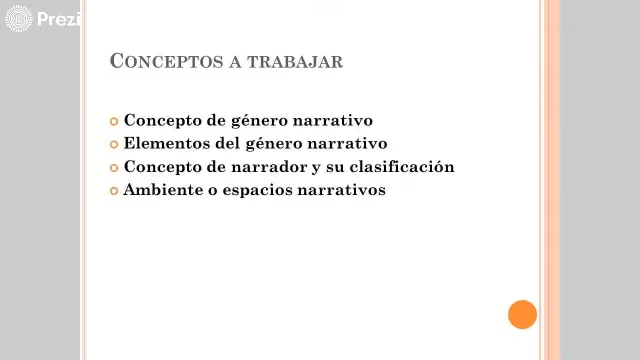 Prezi
CONCEPTOS A TRABAJAR
Concepto de género narrativo
Elementos del género narrativo
Concepto de narrador y su clasificación
Ambiente o espacios narrativos